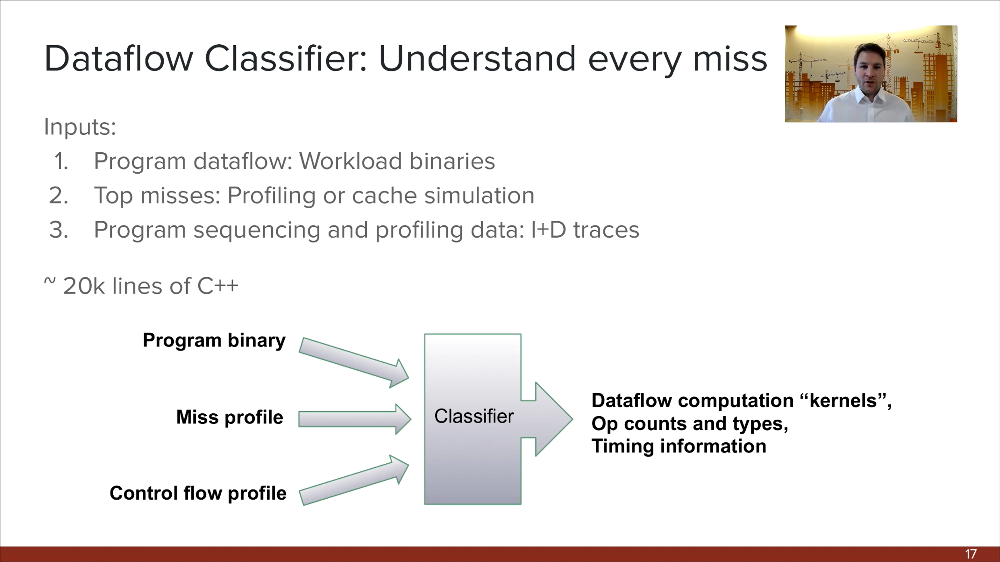 Dataflow Classifier: Understand every miss
Inputs:
1. Program dataflow: Workload binaries
2. Top misses: Profiling or cache simulation
3. Program sequencing and profiling data: I+D traces
~ 20k lines of C++
Program binary
Miss profile
Control flow profile
Classifier
Dataflow computation “kernels”,
Op counts and types,
Timing information
17